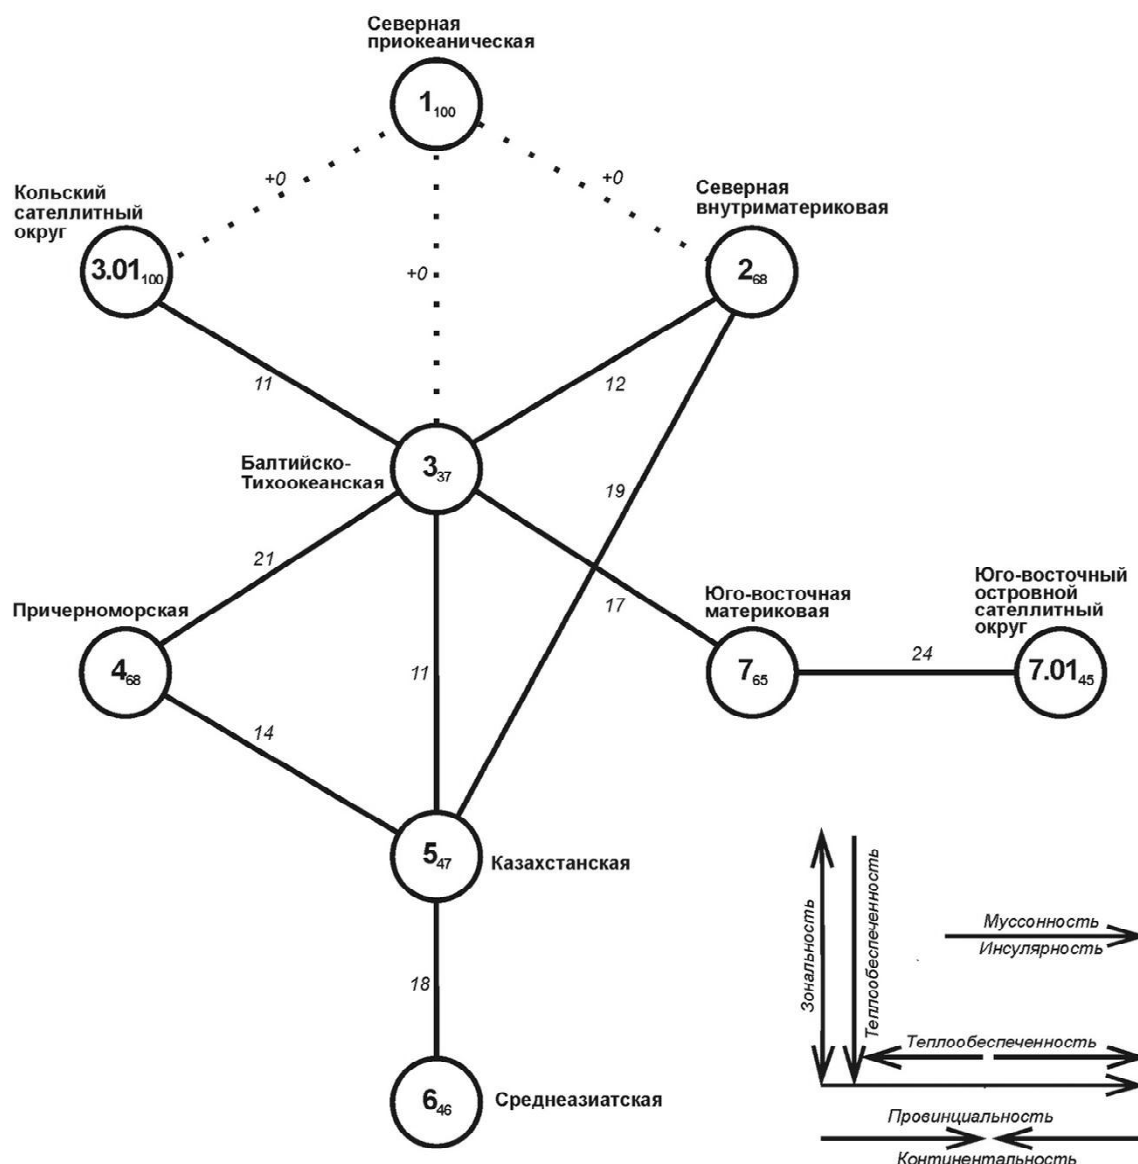 Северная
приокеаническая
1₁₀₀
+0
+0
+0
Кольский
сателлитный
округ
3.01₁₀₀
Северная
внутриматериковая
2₆₈
11
12
Балтийско-
Тихоокеанская
3₃₇
19
21
17
Причерноморская
4₆₈
11
14
Юго-восточная
материковая
7₆₅
24
Юго-восточный
островной
сателлитный
округ
7.01₄₅
5₄₇
Казахстанская
18
6₄₆
Среднеазиатская
Зональность
Теплообеспеченность
Муссонность
Инсулярность
Теплообеспеченность
Провинциальность
Континентальность